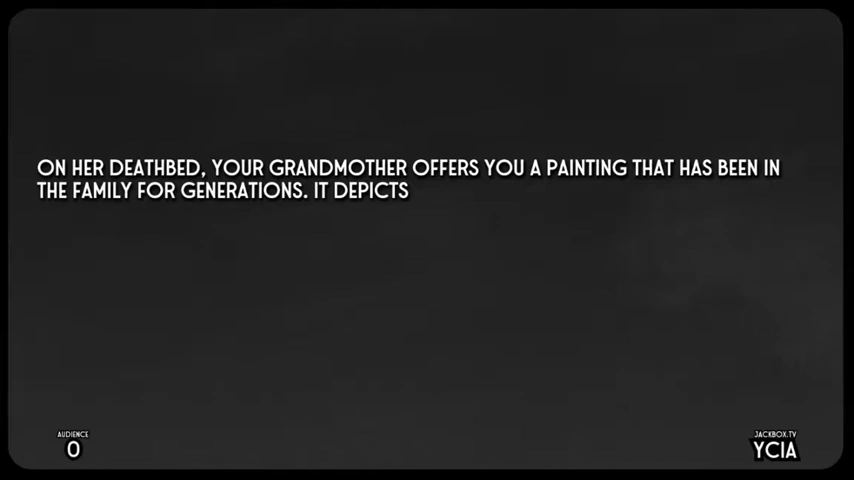 ON HER DEATHBED, YOUR GRANDMOTHER OFFERS YOU A PAINTING THAT HAS BEEN IN
THE FAMILY FOR GENERATIONS. IT DEPICTS
AUDIENCE
0
JACKBOX.TV
YCIA